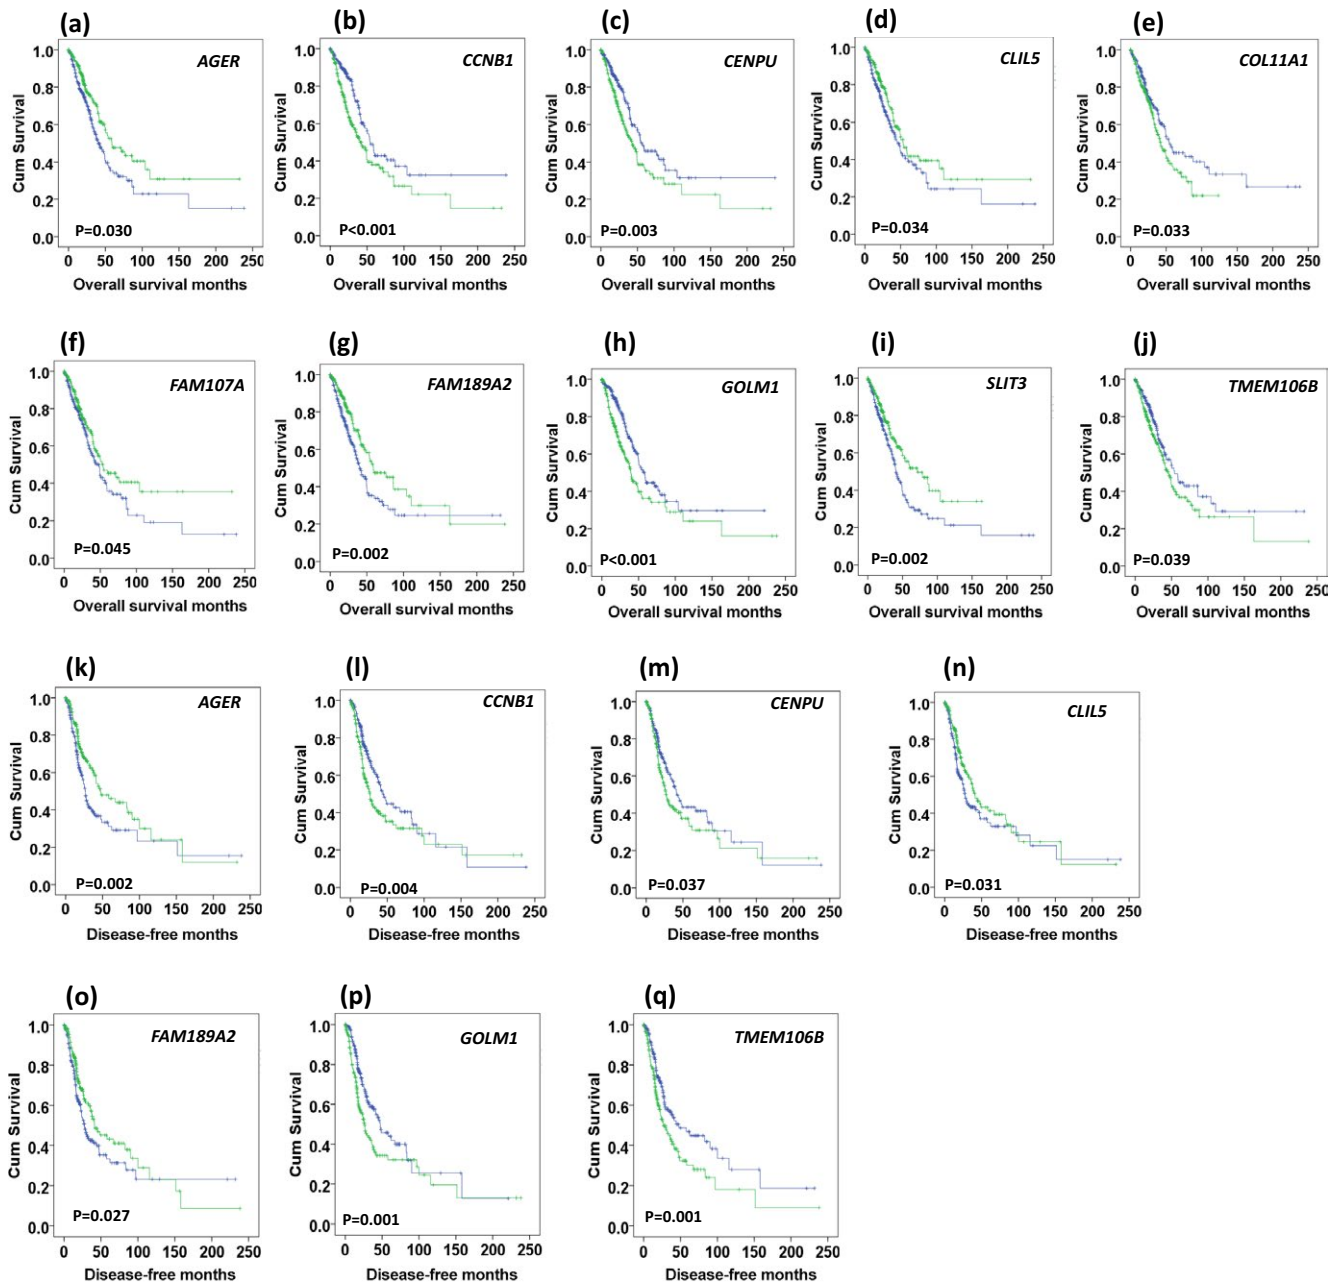 (a) (b) (c) (d) (e)
AGER CCNB1 CENPU CLIL5 COL11A1
Cum Survival Cum Survival Cum Survival Cum Survival Cum Survival
1.0 1.0 1.0 1.0 1.0
0.8 0.8 0.8 0.8 0.8
0.6 0.6 0.6 0.6 0.6
0.4 0.4 0.4 0.4 0.4
0.2 0.2 0.2 0.2 0.2
0.0 0.0 0.0 0.0 0.0
P=0.030 P<0.001 P=0.003 P=0.034 P=0.033
0 50 100 150 200 250 0 50 100 150 200 250 0 50 100 150 200 250 0 50 100 150 200 250 0 50 100 150 200 250
Overall survival months Overall survival months Overall survival months Overall survival months Overall survival months
(f) (g) (h) (i) (j)
FAM107A FAM189A2 GOLM1 SLIT3 TMEM106B
Cum Survival Cum Survival Cum Survival Cum Survival Cum Survival
1.0 1.0 1.0 1.0 1.0
0.8 0.8 0.8 0.8 0.8
0.6 0.6 0.6 0.6 0.6
0.4 0.4 0.4 0.4 0.4
0.2 0.2 0.2 0.2 0.2
0.0 0.0 0.0 0.0 0.0
P=0.045 P=0.002 P<0.001 P=0.002 P=0.039
0 50 100 150 200 250 0 50 100 150 200 250 0 50 100 150 200 250 0 50 100 150 200 250 0 50 100 150 200 250
Overall survival months Overall survival months Overall survival months Overall survival months Overall survival months
(k) (l) (m) (n)
AGER CCNB1 CENPU CLIL5
Cum Survival Cum Survival Cum Survival Cum Survival
1.0 1.0 1.0 1.0
0.8 0.8 0.8 0.8
0.6 0.6 0.6 0.6
0.4 0.4 0.4 0.4
0.2 0.2 0.2 0.2
0.0 0.0 0.0 0.0
P=0.002 P=0.004 P=0.037 P=0.031
0 50 100 150 200 250 0 50 100 150 200 250 0 50 100 150 200 250 0 50 100 150 200 250
Disease-free months Disease-free months Disease-free months Disease-free months
(o) (p) (q)
FAM189A2 GOLM1 TMEM106B
Cum Survival Cum Survival Cum Survival
1.0 1.0 1.0
0.8 0.8 0.8
0.6 0.6 0.6
0.4 0.4 0.4
0.2 0.2 0.2
0.0 0.0 0.0
P=0.027 P=0.001 P=0.001
0 50 100 150 200 250 0 50 100 150 200 250 0 50 100 150 200 250
Disease-free months Disease-free months Disease-free months